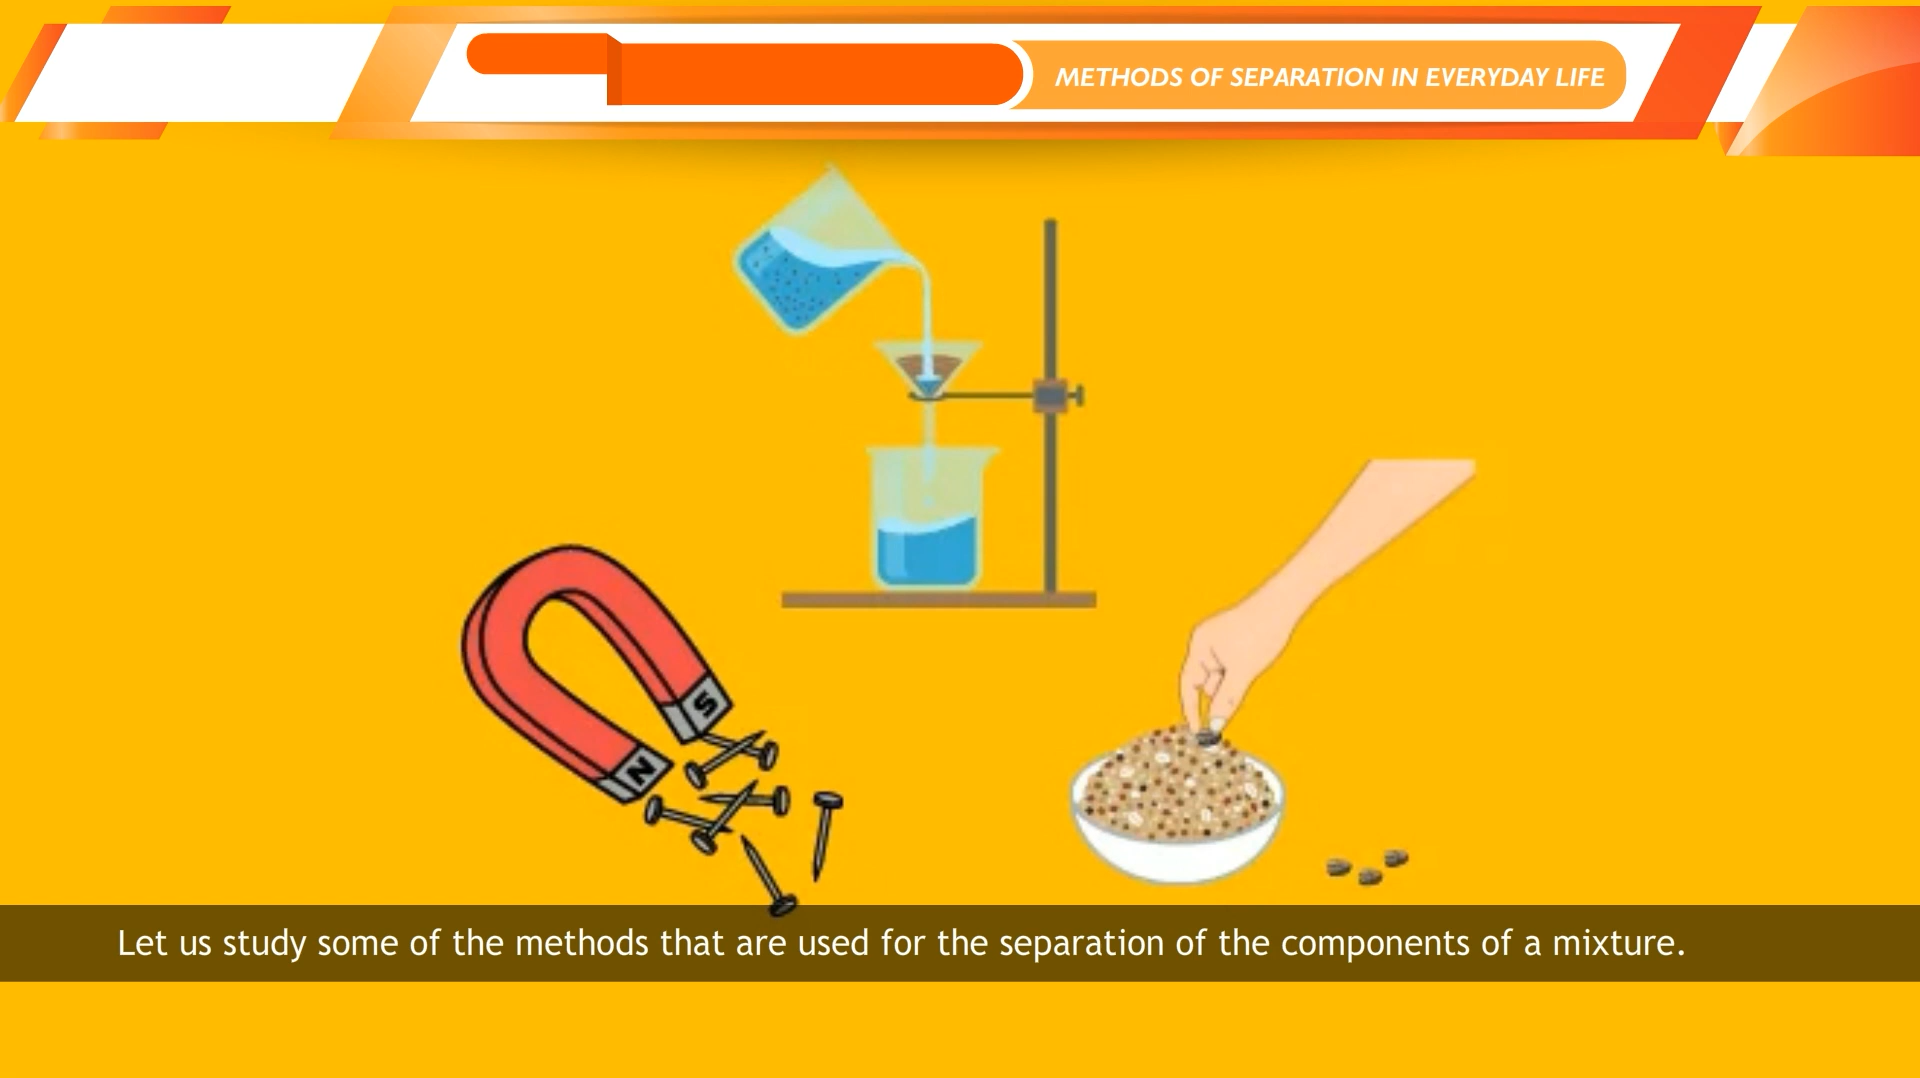 METHODS OF SEPARATION IN EVERYDAY LIFE
S
N
Let us study some of the methods that are used for the separation of the components of a mixture.